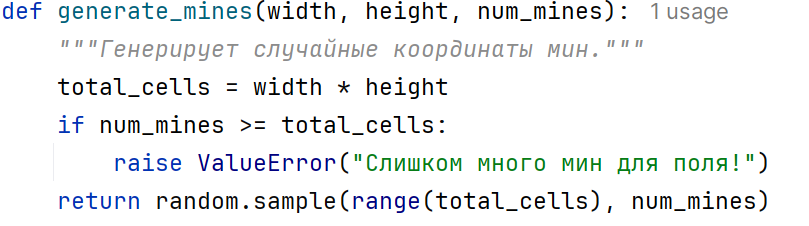 def generate_mines(width, height, num_mines): 1 usage
    """Генерирует случайные координаты мин."""
    total_cells = width * height
    if num_mines >= total_cells:
        raise ValueError("Слишком много мин для поля!")
    return random.sample(range(total_cells), num_mines)